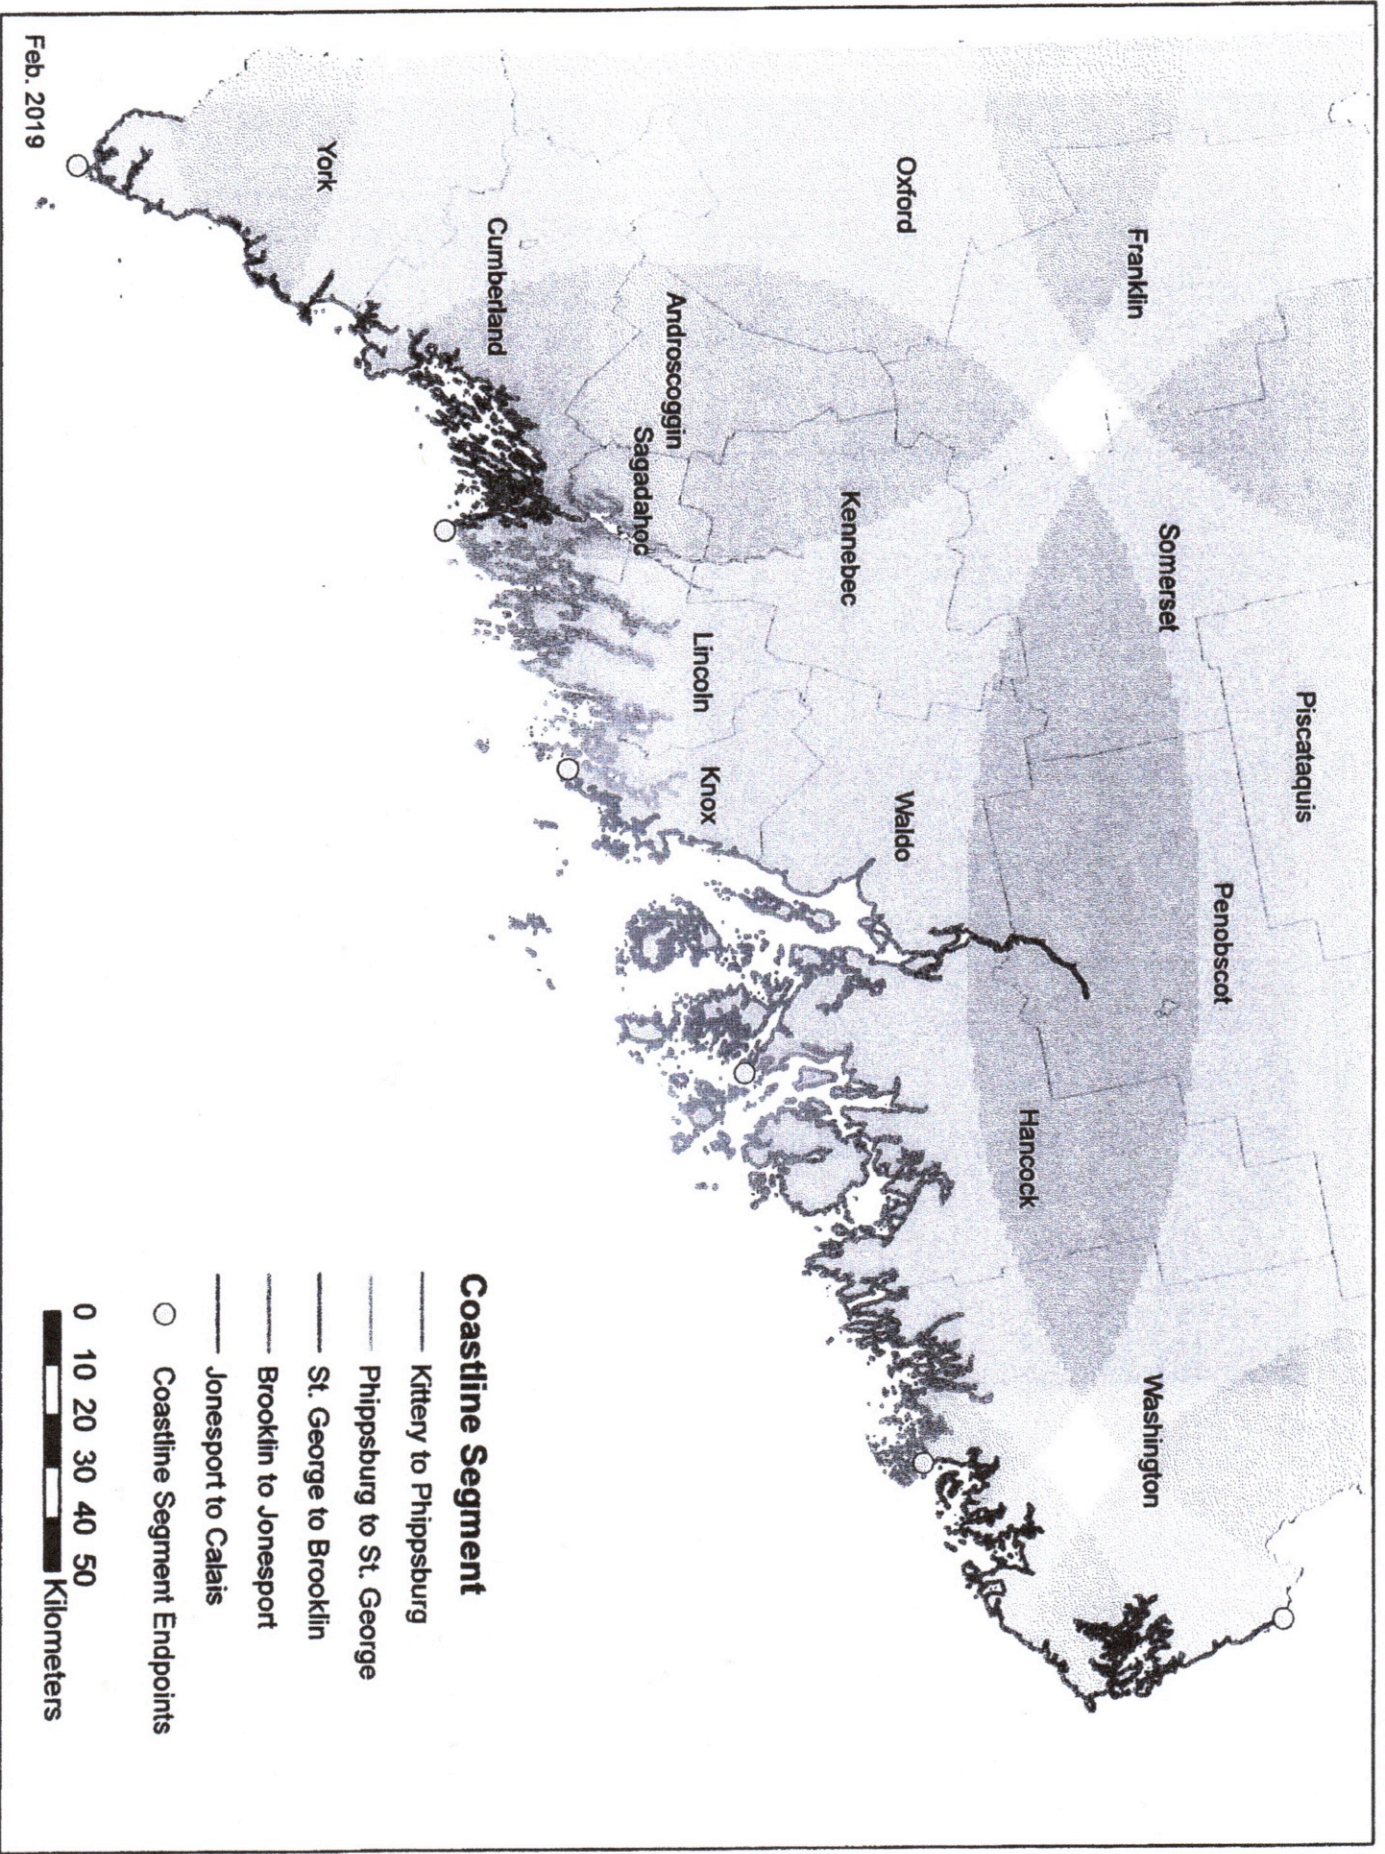 Piscataquis
Somerset
Penobscot
Washington
Franklin
Hancock
Oxford
Kennebec
Waldo
Androscoggin
Sagadahoc
Lincoln
Knox
Cumberland
York
Feb. 2019
Coastline Segment
Kittery to Phippsburg
Phippsburg to St. George
St. George to Brooklin
Brooklin to Jonesport
Jonesport to Calais
Coastline Segment Endpoints
0 10 20 30 40 50
Kilometers